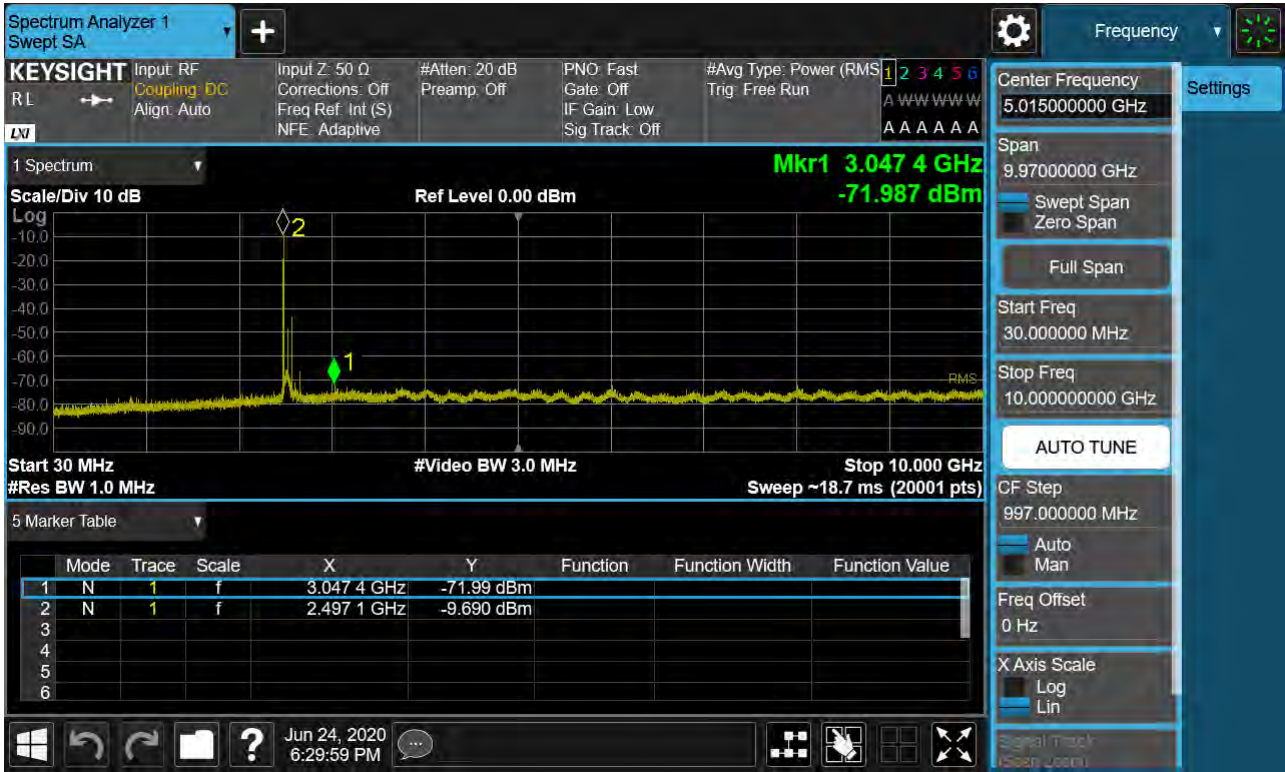 Spectrum Analyzer 1
Swept SA
+
Frequency
KEYSIGHT
RL
LXI
Input: RF
Coupling: DC
Align: Auto
Input Z: 50 Ω
Corrections: Off
Freq Ref: Int (S)
NFE: Adaptive
#Atten: 20 dB
Preamp: Off
PNO: Fast
Gate: Off
IF Gain: Low
Sig Track: Off
#Avg Type: Power (RMS
Trig: Free Run
1 2 3 4 5 6
A W W W W W
A A A A A A
1 Spectrum
Mkr1 3.047 4 GHz
-71.987 dBm
Scale/Div 10 dB
Ref Level 0.00 dBm
Log
-10.0
-20.0
-30.0
-40.0
-50.0
-60.0
-70.0
-80.0
-90.0
2
1
RMS
Start 30 MHz
#Video BW 3.0 MHz
Stop 10.000 GHz
#Res BW 1.0 MHz
Sweep ~18.7 ms (20001 pts)
5 Marker Table
Mode Trace Scale X Y Function Function Width Function Value
1 N 1 f 3.047 4 GHz -71.99 dBm
2 N 1 f 2.497 1 GHz -9.690 dBm
3
4
5
6
?
Jun 24, 2020
6:29:59 PM
Center Frequency
5.015000000 GHz
Settings
Span
9.97000000 GHz
Swept Span
Zero Span
Full Span
Start Freq
30.000000 MHz
Stop Freq
10.000000000 GHz
AUTO TUNE
CF Step
997.000000 MHz
Auto
Man
Freq Offset
0 Hz
X Axis Scale
Log
Lin
Signal Track
(Span Zoom)